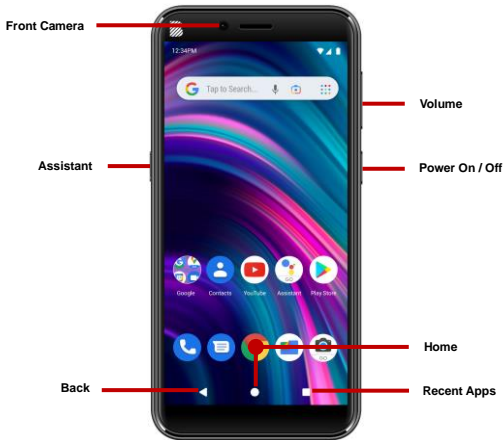 Front Camera
12:34PM
Tap to Search...
Volume
Assistant
Power On / Off
Google Contacts YouTube Assistant Play Store
Home
Back
Recent Apps